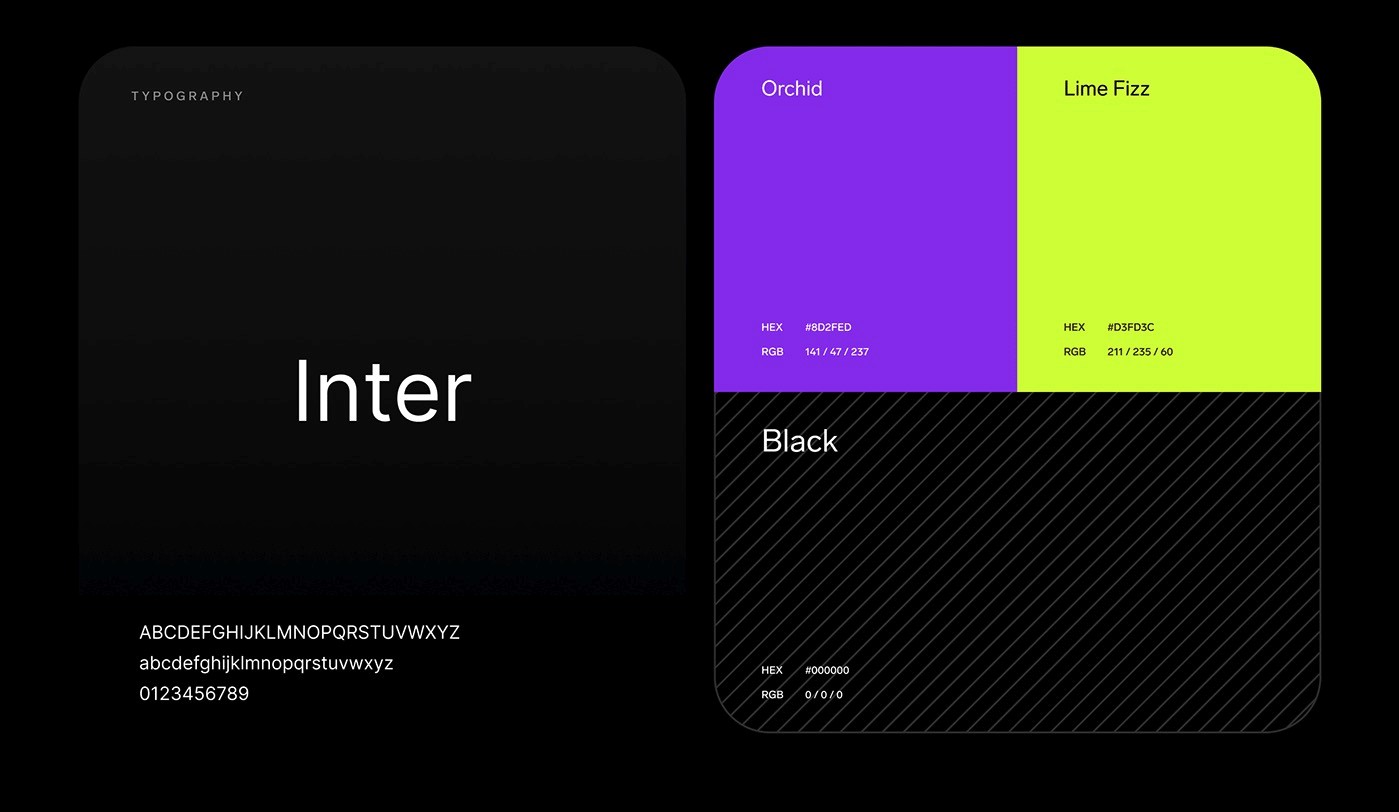 TYPOGRAPHY
Inter
ABCDEFGHIJKLMNOPQRSTUVWXYZ
abcdefghijklmnopqrstuvwxyz
0123456789
Orchid
HEX #8D2FED
RGB 141 / 47 / 237
Lime Fizz
HEX #D3FD3C
RGB 211 / 235 / 60
Black
HEX #000000
RGB 0 / 0 / 0